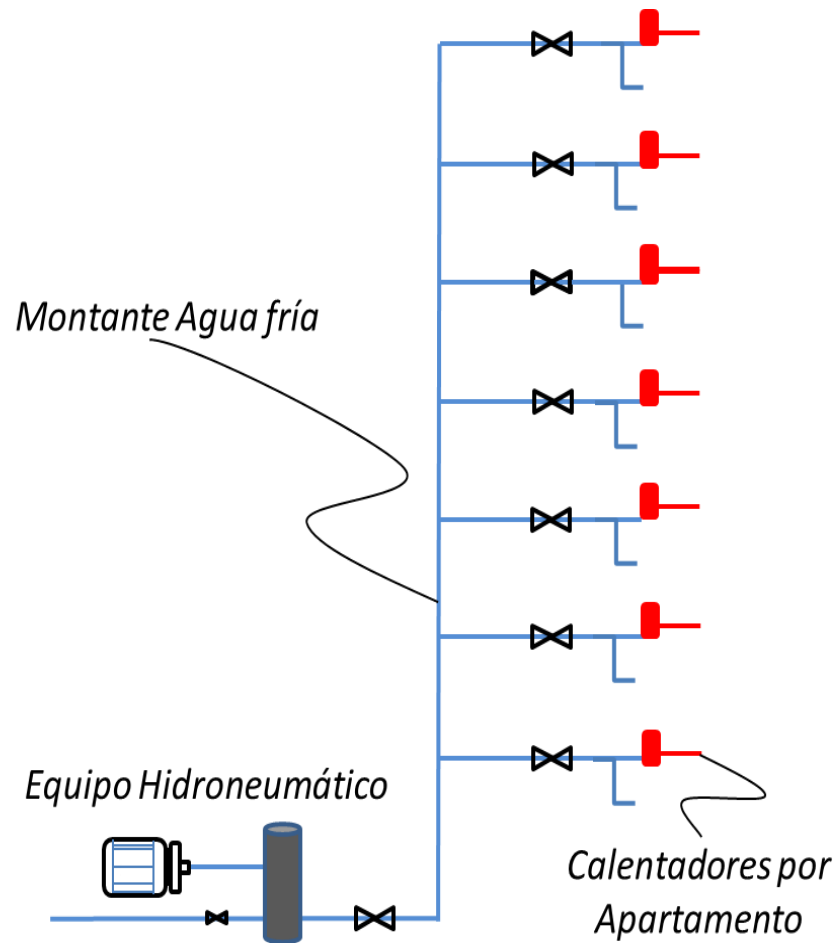 Montante Agua fría
Equipo Hidroneumático
Calentadores por
Apartamento